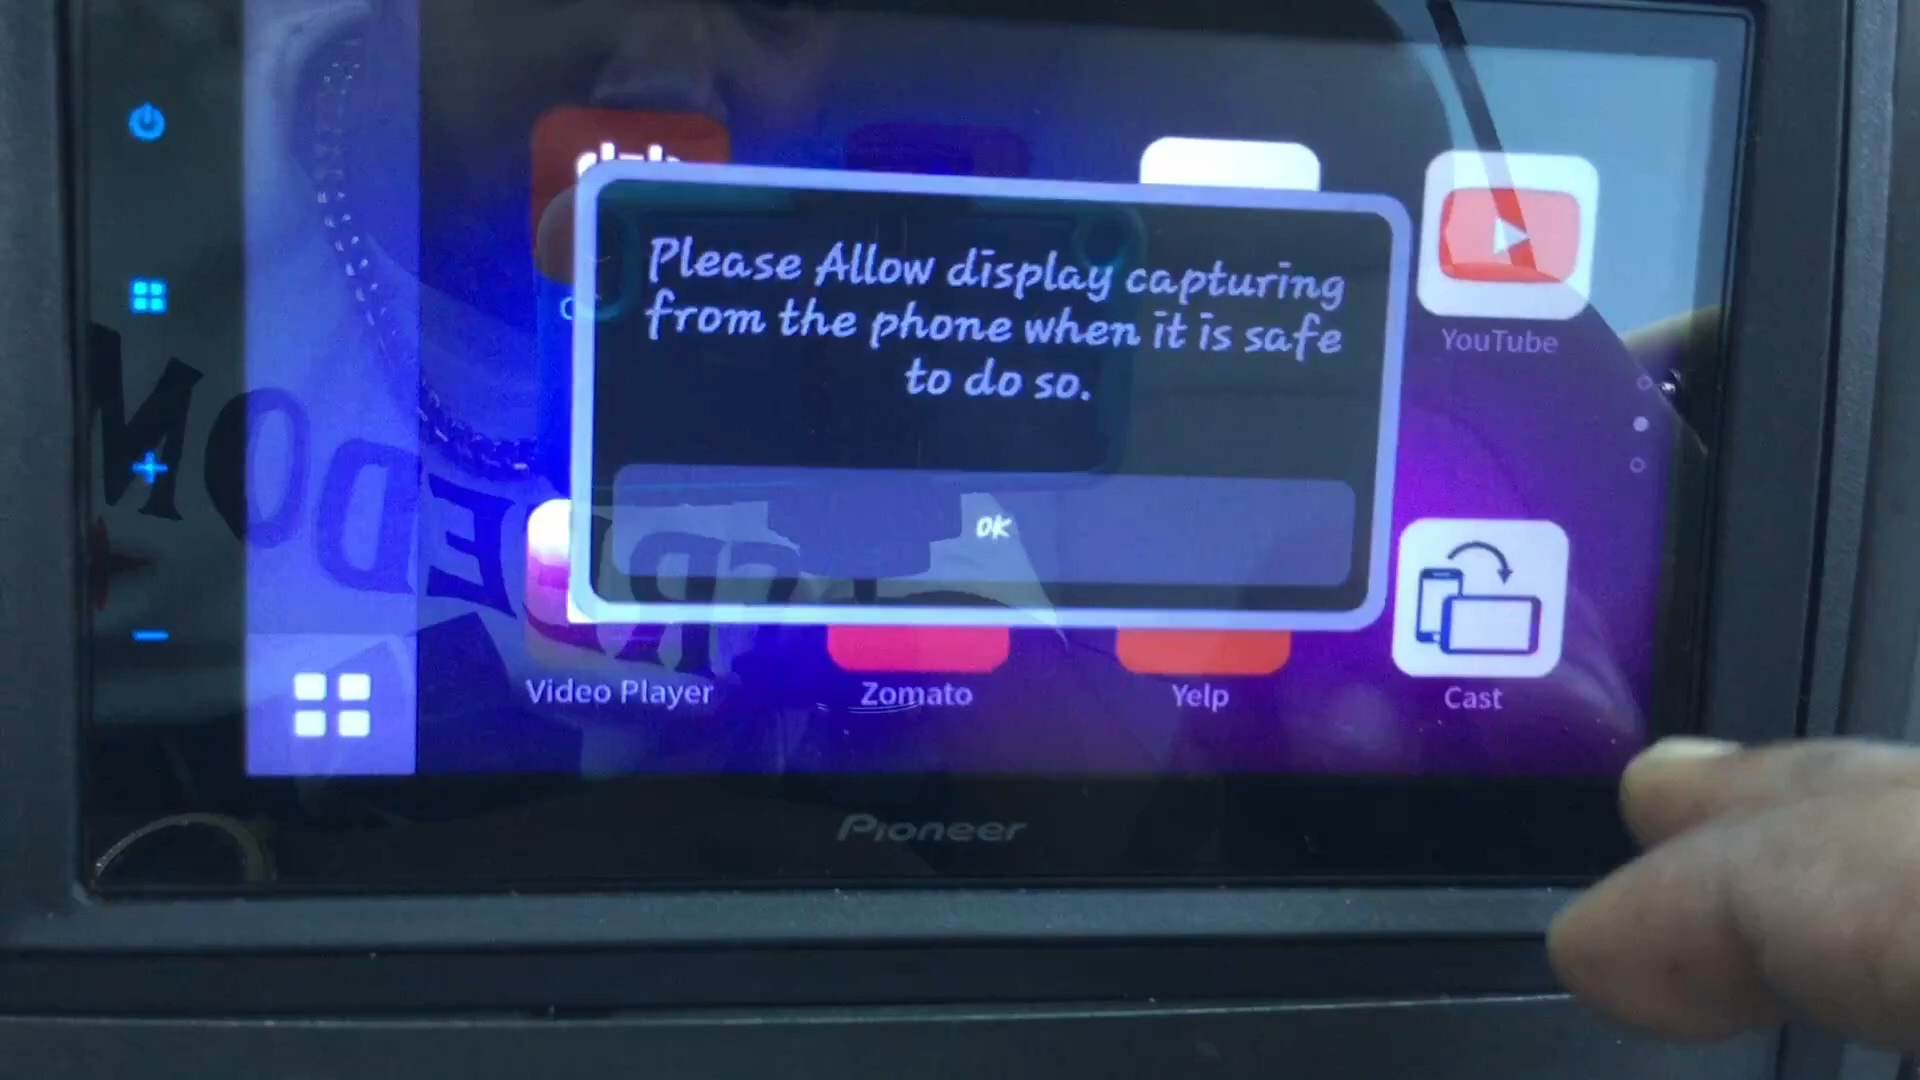 Please Allow display capturing
from the phone when it is safe
to do so.
OK
YouTube
Video Player
Zomato
Yelp
Cast
Pioneer